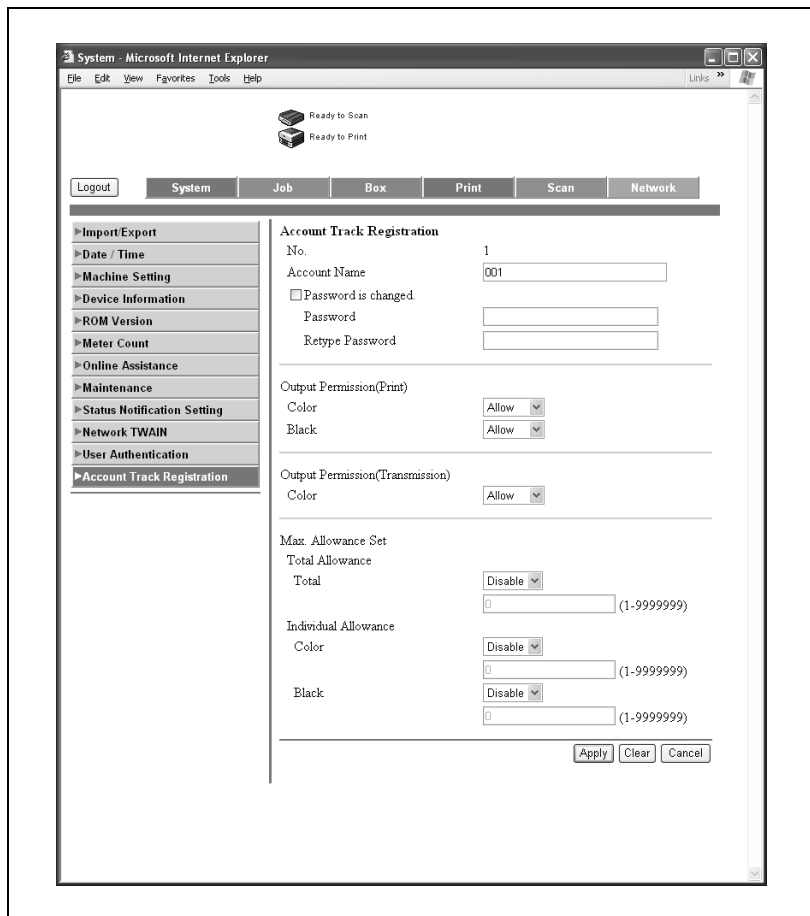 System - Microsoft Internet Explorer
File Edit View Favorites Tools Help Links »
Ready to Scan
Ready to Print
Logout System Job Box Print Scan Network
Import/Export
Date / Time
Machine Setting
Device Information
ROM Version
Meter Count
Online Assistance
Maintenance
Status Notification Setting
Network TWAIN
User Authentication
Account Track Registration
Account Track Registration
No. 1
Account Name 001
Password is changed.
Password
Retype Password
Output Permission(Print)
Color Allow
Black Allow
Output Permission(Transmission)
Color Allow
Max. Allowance Set
Total Allowance
Total Disable
0 (1-9999999)
Individual Allowance
Color Disable
0 (1-9999999)
Black Disable
0 (1-9999999)
Apply Clear Cancel